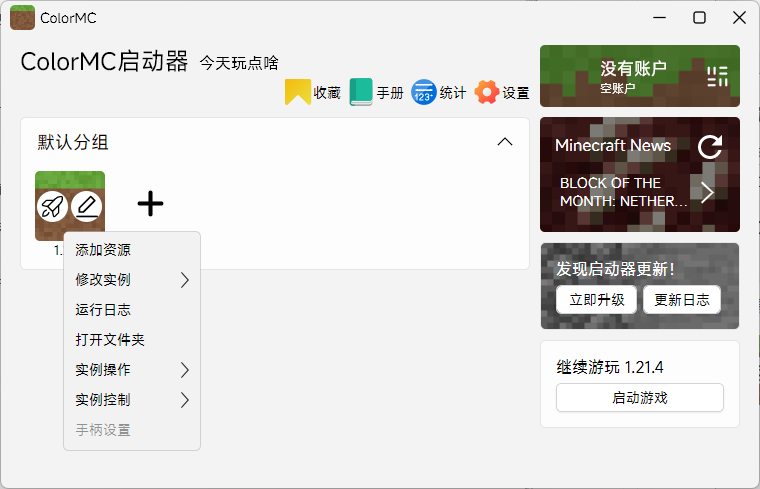 ColorMC
ColorMC启动器 今天玩点啥
收藏 手册 123+ 统计 设置
默认分组
1.
添加资源
修改实例
运行日志
打开文件夹
实例操作
实例控制
手柄设置
没有账户
空账户
Minecraft News
BLOCK OF THE
MONTH: NETHER...
发现启动器更新!
立即升级 更新日志
继续游玩 1.21.4
启动游戏